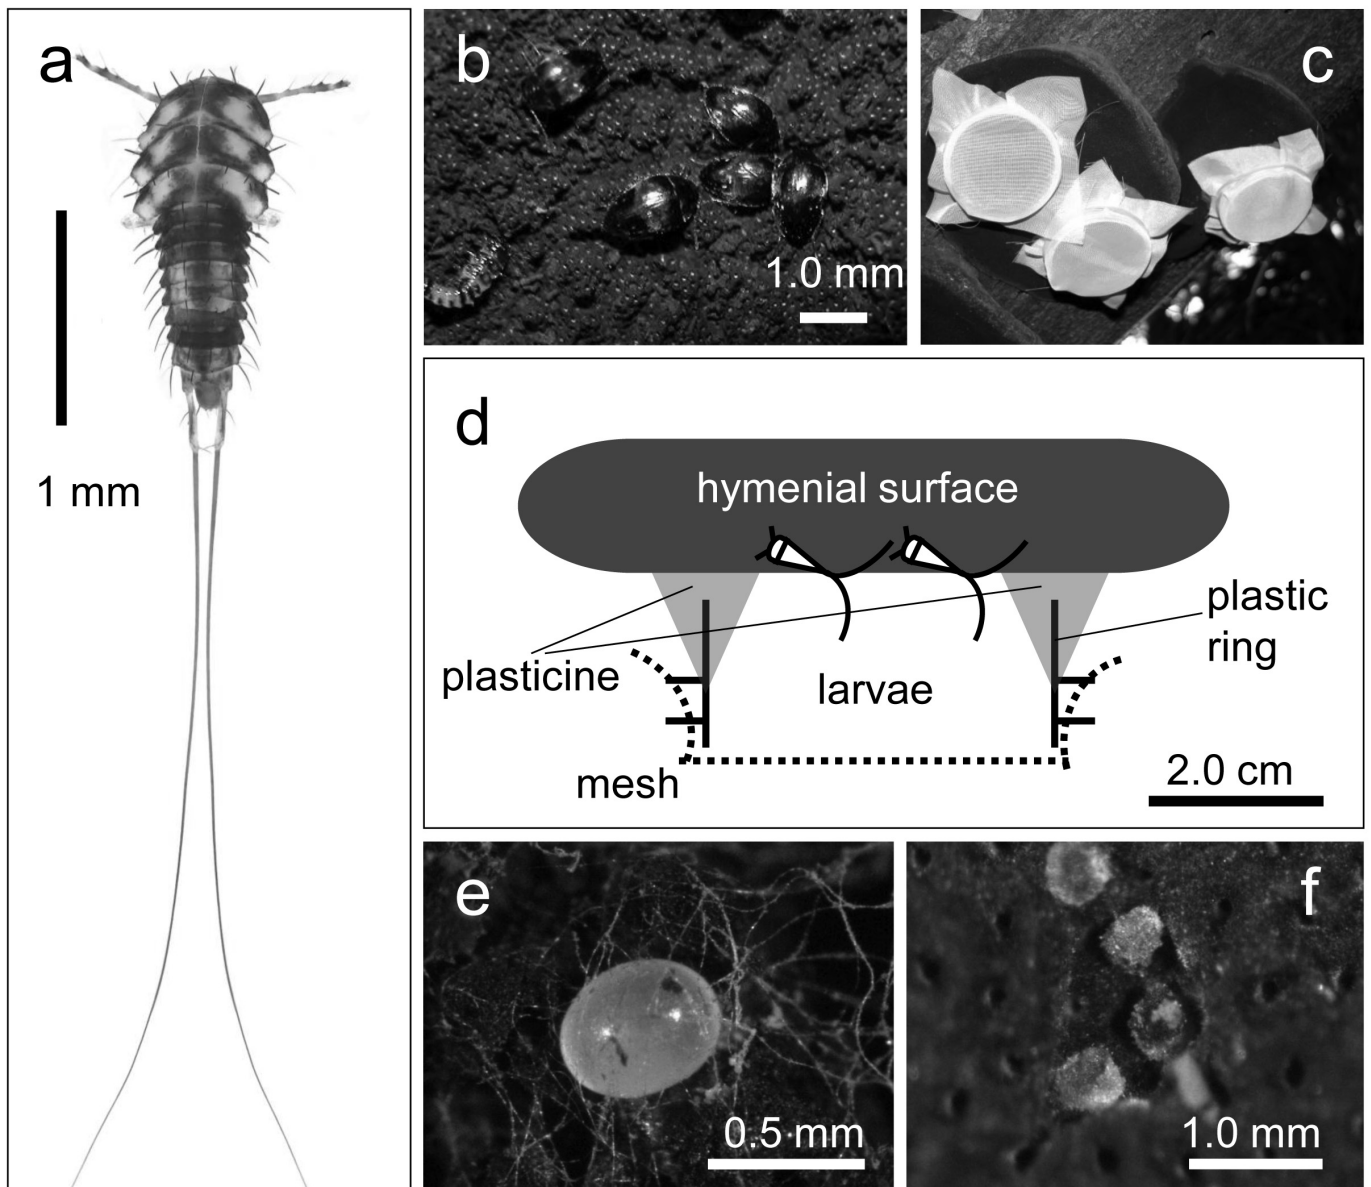 a
1 mm
b
1.0 mm
c
d
hymenial surface
plasticine
larvae
plastic
ring
mesh
2.0 cm
e
0.5 mm
f
1.0 mm